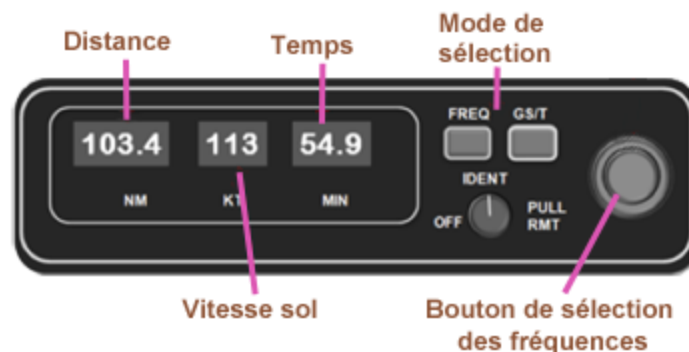 Distance
Temps
Mode de
sélection
FREQ GS/T
103.4 113 54.9
IDENT
NM KT MIN
OFF PULL
RMT
Vitesse sol
Bouton de sélection
des fréquences